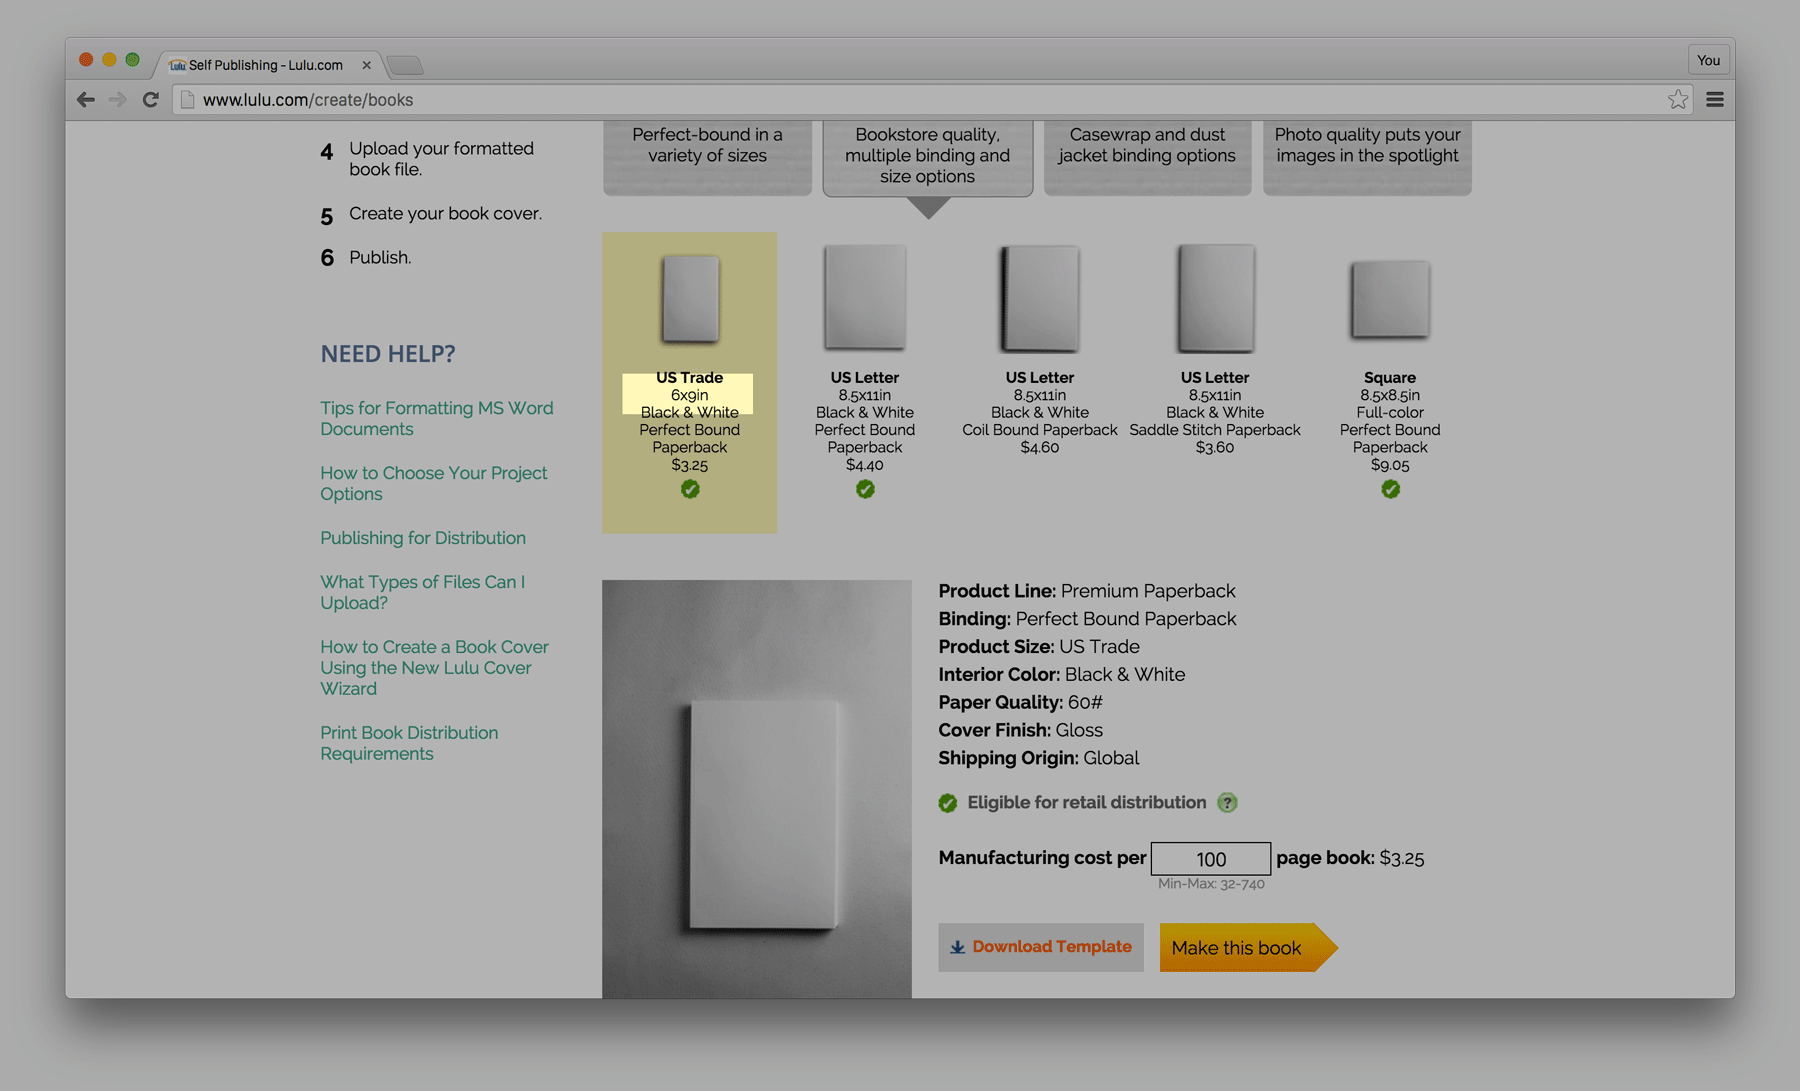 Self Publishing - Lulu.com
You
www.lulu.com/create/books
4 Upload your formatted
book file.
5 Create your book cover.
6 Publish.
NEED HELP?
Tips for Formatting MS Word
Documents
How to Choose Your Project
Options
Publishing for Distribution
What Types of Files Can I
Upload?
How to Create a Book Cover
Using the New Lulu Cover
Wizard
Print Book Distribution
Requirements
Perfect-bound in a
variety of sizes
Bookstore quality,
multiple binding and
size options
Casewrap and dust
jacket binding options
Photo quality puts your
images in the spotlight
US Trade
6x9in
Black & White
Perfect Bound
Paperback
$3.25
US Letter
8.5x11in
Black & White
Perfect Bound
Paperback
$4.40
US Letter
8.5x11in
Black & White
Coil Bound Paperback
$4.60
US Letter
8.5x11in
Black & White
Saddle Stitch Paperback
$3.60
Square
8.5x8.5in
Full-color
Perfect Bound
Paperback
$9.05
Product Line: Premium Paperback
Binding: Perfect Bound Paperback
Product Size: US Trade
Interior Color: Black & White
Paper Quality: 60#
Cover Finish: Gloss
Shipping Origin: Global
Eligible for retail distribution ?
Manufacturing cost per 100 page book: $3.25
Min-Max: 32-740
Download Template
Make this book